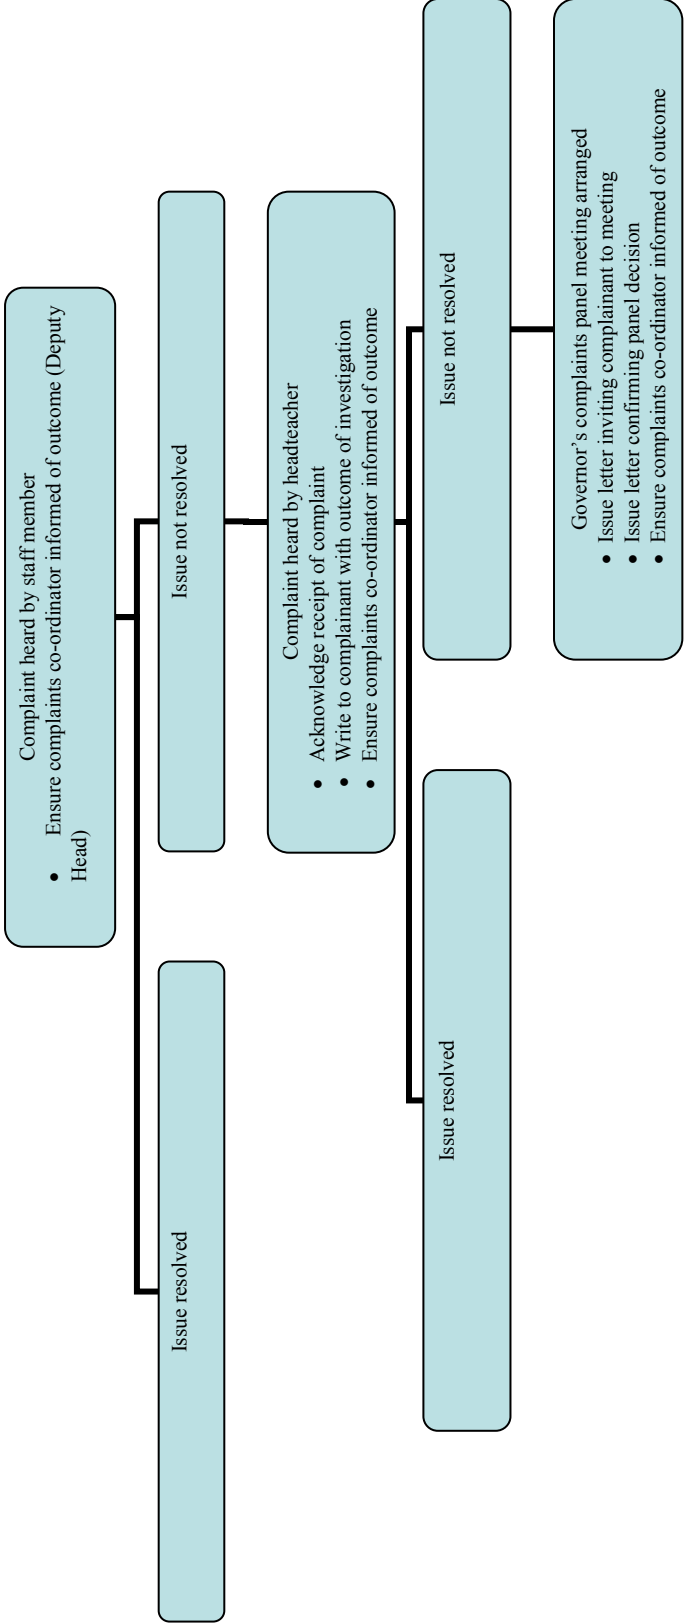 Complaint heard by staff member
• Ensure complaints co-ordinator informed of outcome (Deputy
Head)
Issue resolved
Issue not resolved
Complaint heard by headteacher
• Acknowledge receipt of complaint
• Write to complainant with outcome of investigation
• Ensure complaints co-ordinator informed of outcome
Issue resolved
Issue not resolved
Governor’s complaints panel meeting arranged
• Issue letter inviting complainant to meeting
• Issue letter confirming panel decision
• Ensure complaints co-ordinator informed of outcome